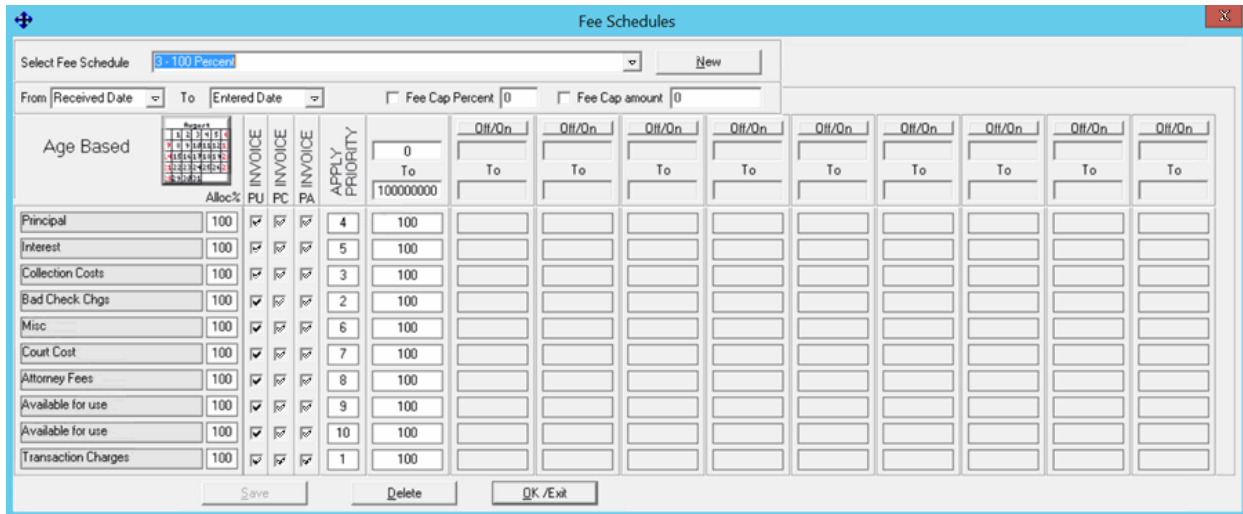 Fee Schedules X
Select Fee Schedule 3 - 100 Percent New
From Received Date To Entered Date Fee Cap Percent 0 Fee Cap amount 0
Age Based
August
Alloc%
INVOICE PU
INVOICE PC
INVOICE PA
APPLY PRIORITY
0 To 100000000
Off/On To
Off/On To
Off/On To
Off/On To
Off/On To
Off/On To
Off/On To
Off/On To
Off/On To
Principal 100 4 100
Interest 100 5 100
Collection Costs 100 3 100
Bad Check Chgs 100 2 100
Misc 100 6 100
Court Cost 100 7 100
Attorney Fees 100 8 100
Available for use 100 9 100
Available for use 100 10 100
Transaction Charges 100 1 100
Save Delete OK /Exit